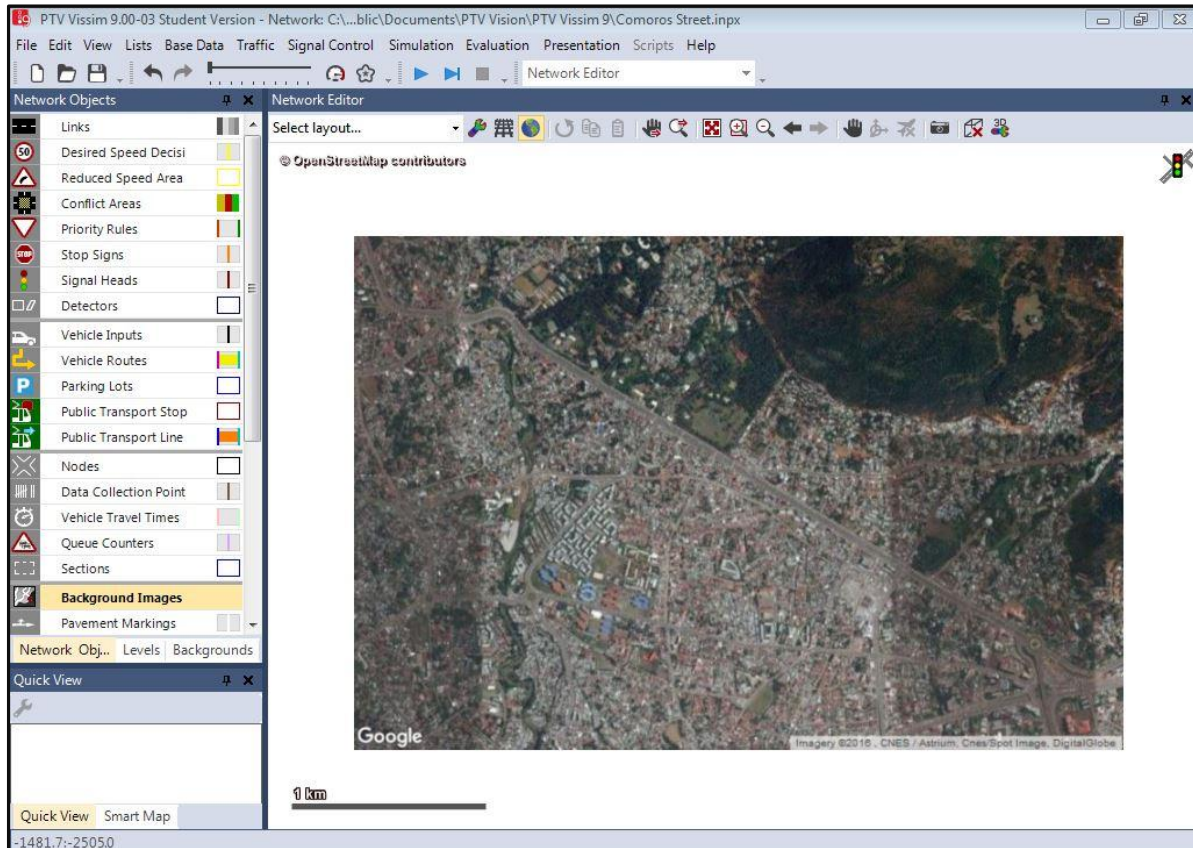 PTV Vissim 9.00-03 Student Version - Network: C:\...blic\Documents\PTV Vision\PTV Vissim 9\Comoros Street.inpx
File Edit View Lists Base Data Traffic Signal Control Simulation Evaluation Presentation Scripts Help
Network Editor
Network Objects
Links
50 Desired Speed Decisi
Reduced Speed Area
Conflict Areas
Priority Rules
STOP Stop Signs
Signal Heads
Detectors
Vehicle Inputs
Vehicle Routes
P Parking Lots
Public Transport Stop
Public Transport Line
Nodes
Data Collection Point
Vehicle Travel Times
Queue Counters
Sections
Background Images
Pavement Markings
Network Obj... Levels Backgrounds
Quick View
Quick View Smart Map
-1481.7:-2505.0
Network Editor
Select layout...
3D
© OpenStreetMap contributors
Google
Imagery ©2016 , CNES / Astrium, Cnes/Spot Image, DigitalGlobe
1 km